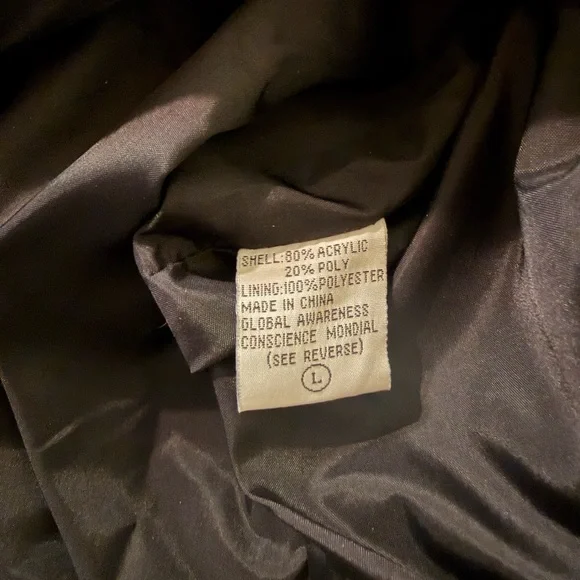 SHELL:80% ACRYLIC
20% POLY
LINING:100%POLYESTER
MADE IN CHINA
GLOBAL AWARENESS
CONSCIENCE MONDIAL
(SEE REVERSE)
L